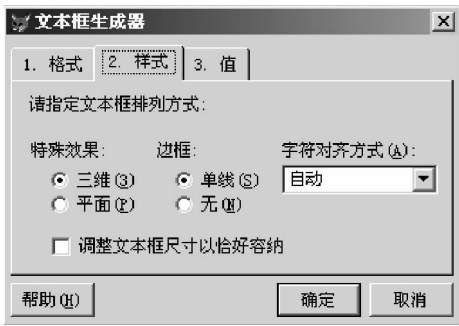 文本框生成器
1. 格式 2. 样式 3. 值
请指定文本框排列方式:
特殊效果: 边框: 字符对齐方式(A):
三维(3) 单线(S) 自动
平面(P) 无(N)
调整文本框尺寸以恰好容纳
帮助(H) 确定 取消